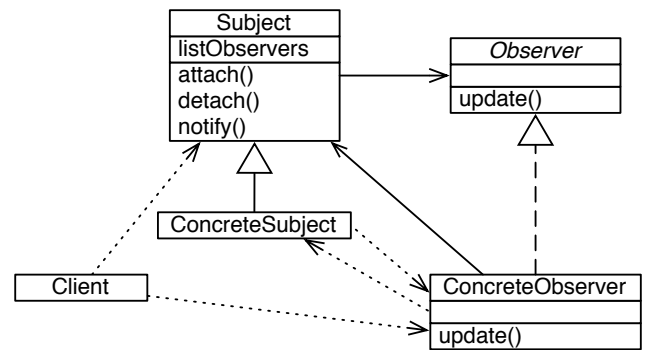 Subject
listObservers
attach()
detach()
notify()
Observer
update()
ConcreteSubject
Client
ConcreteObserver
update()